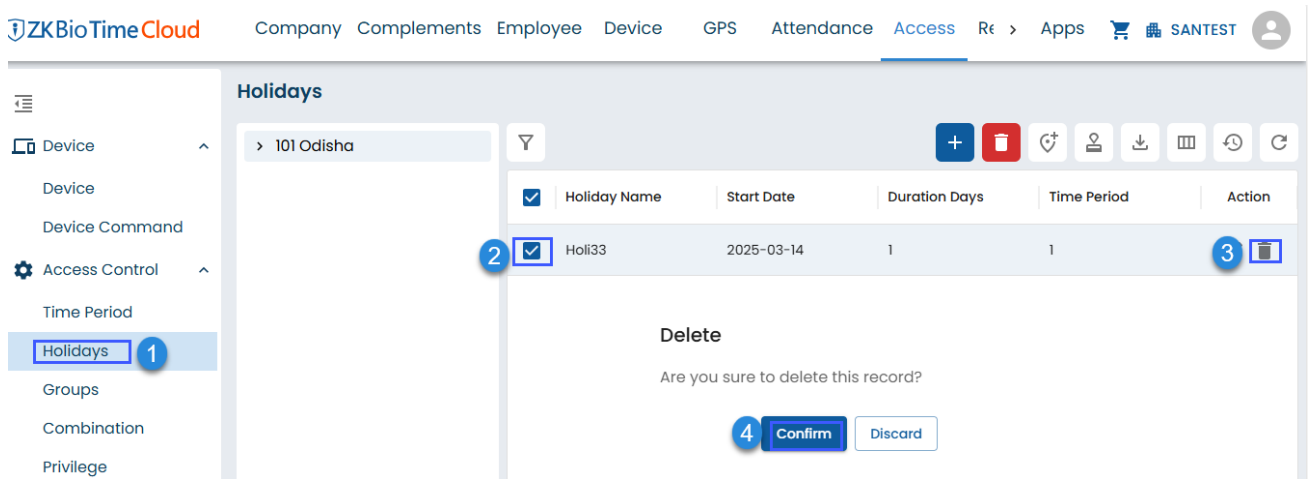 ZKBioTime Cloud Company Complements Employee Device GPS Attendance Access Re > Apps SANTEST
Holidays
Device
101 Odisha
Device
Holiday Name Start Date Duration Days Time Period Action
Device Command
2 Holi33 2025-03-14 1 1 3
Access Control
Time Period
Delete
Holidays 1
Are you sure to delete this record?
Groups
Combination
4 Confirm Discard
Privilege